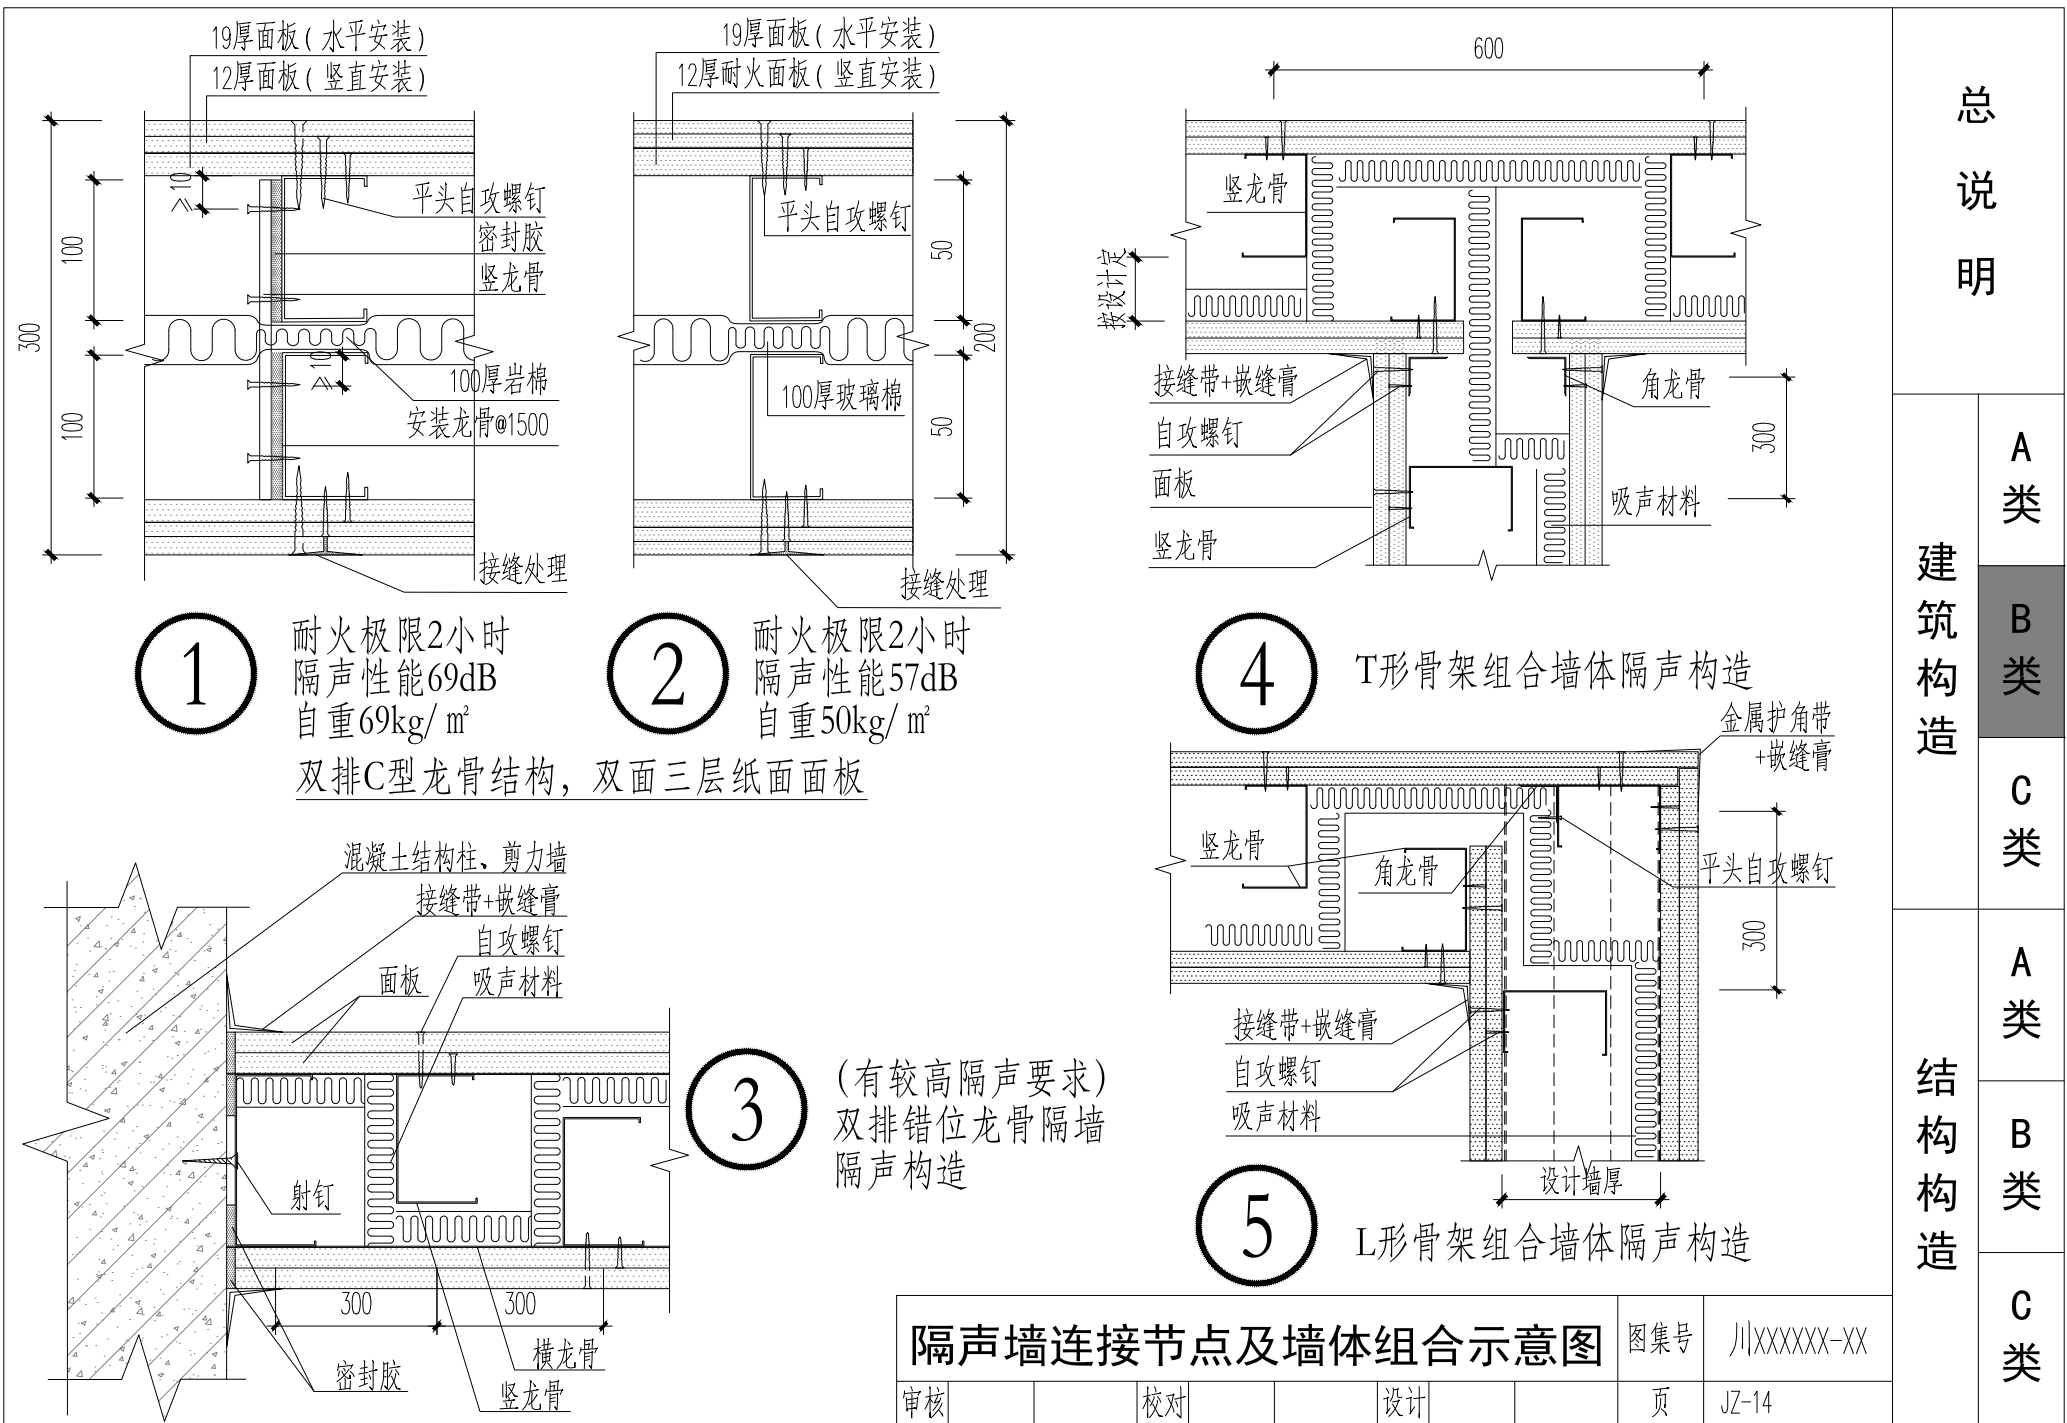 19厚面板(水平安装)
12厚面板(竖直安装)
≥10
100
300
100
≥10
平头自攻螺钉
密封胶
竖龙骨
100厚岩棉
安装龙骨@1500
接缝处理
1
耐火极限2小时
隔声性能69dB
自重69kg/㎡
19厚面板(水平安装)
12厚耐火面板(竖直安装)
平头自攻螺钉
50
200
50
100厚玻璃棉
接缝处理
2
耐火极限2小时
隔声性能57dB
自重50kg/㎡
双排C型龙骨结构，双面三层纸面面板
混凝土结构柱、剪力墙
接缝带+嵌缝膏
自攻螺钉
面板
吸声材料
射钉
300
300
横龙骨
密封胶
竖龙骨
3
(有较高隔声要求)
双排错位龙骨隔墙
隔声构造
600
竖龙骨
按设计定
接缝带+嵌缝膏
角龙骨
自攻螺钉
300
面板
吸声材料
竖龙骨
4
T形骨架组合墙体隔声构造
金属护角带
+嵌缝膏
竖龙骨
角龙骨
平头自攻螺钉
300
接缝带+嵌缝膏
自攻螺钉
吸声材料
设计墙厚
5
L形骨架组合墙体隔声构造
隔声墙连接节点及墙体组合示意图
图集号
川XXXXXX-XX
审核
校对
设计
页
JZ-14
总说明
建筑构造
A类
B类
C类
结构构造
A类
B类
C类